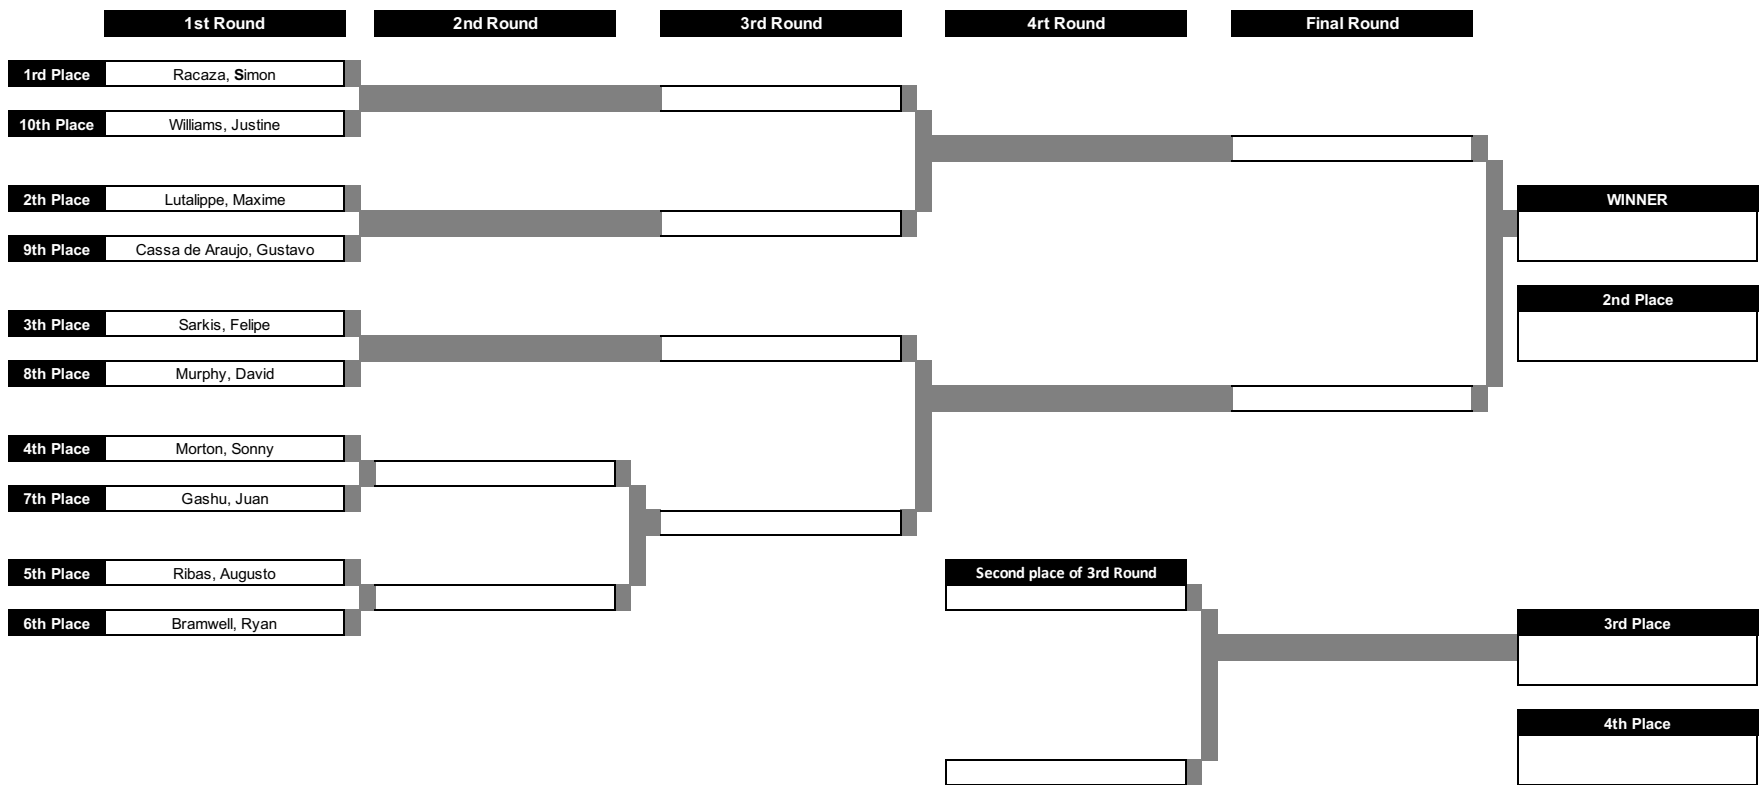 1st Round 2nd Round 3rd Round 4rt Round Final Round
1rd Place Racaza, Simon
10th Place Williams, Justine
2th Place Lutalippe, Maxime
WINNER
9th Place Cassa de Araujo, Gustavo
2nd Place
3th Place Sarkis, Felipe
8th Place Murphy, David
4th Place Morton, Sonny
7th Place Gashu, Juan
5th Place Ribas, Augusto
Second place of 3rd Round
6th Place Bramwell, Ryan
3rd Place
4th Place